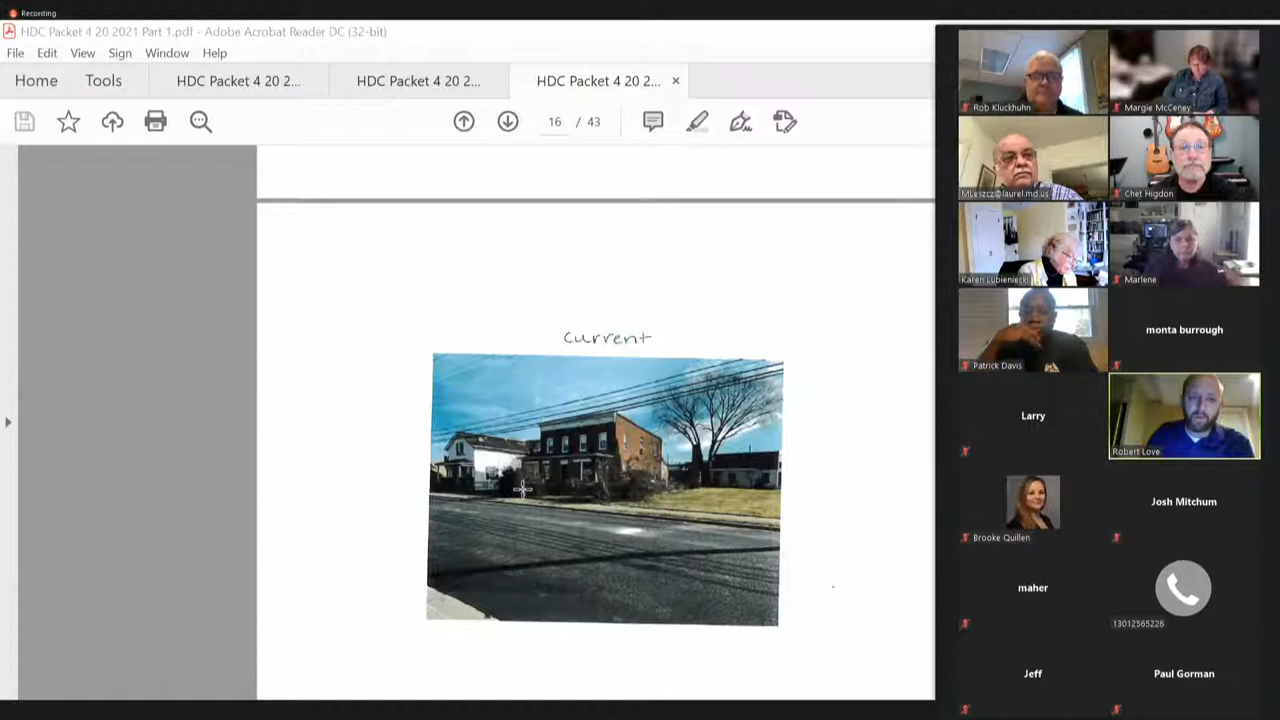 Recording
HDC Packet 4 20 2021 Part 1.pdf - Adobe Acrobat Reader DC (32-bit)
File Edit View Sign Window Help
Home Tools HDC Packet 4 20 2... HDC Packet 4 20 2... HDC Packet 4 20 2... ×
16 / 43
current
Rob Kluckhuhn Margie McCeney
MLeszcz@laurel.md.us Chet Higdon
Karen Lubieniecki Marlene
Patrick Davis monta burrough
Larry Robert Love
Brooke Quillen Josh Mitchum
maher 13012565226
Jeff Paul Gorman